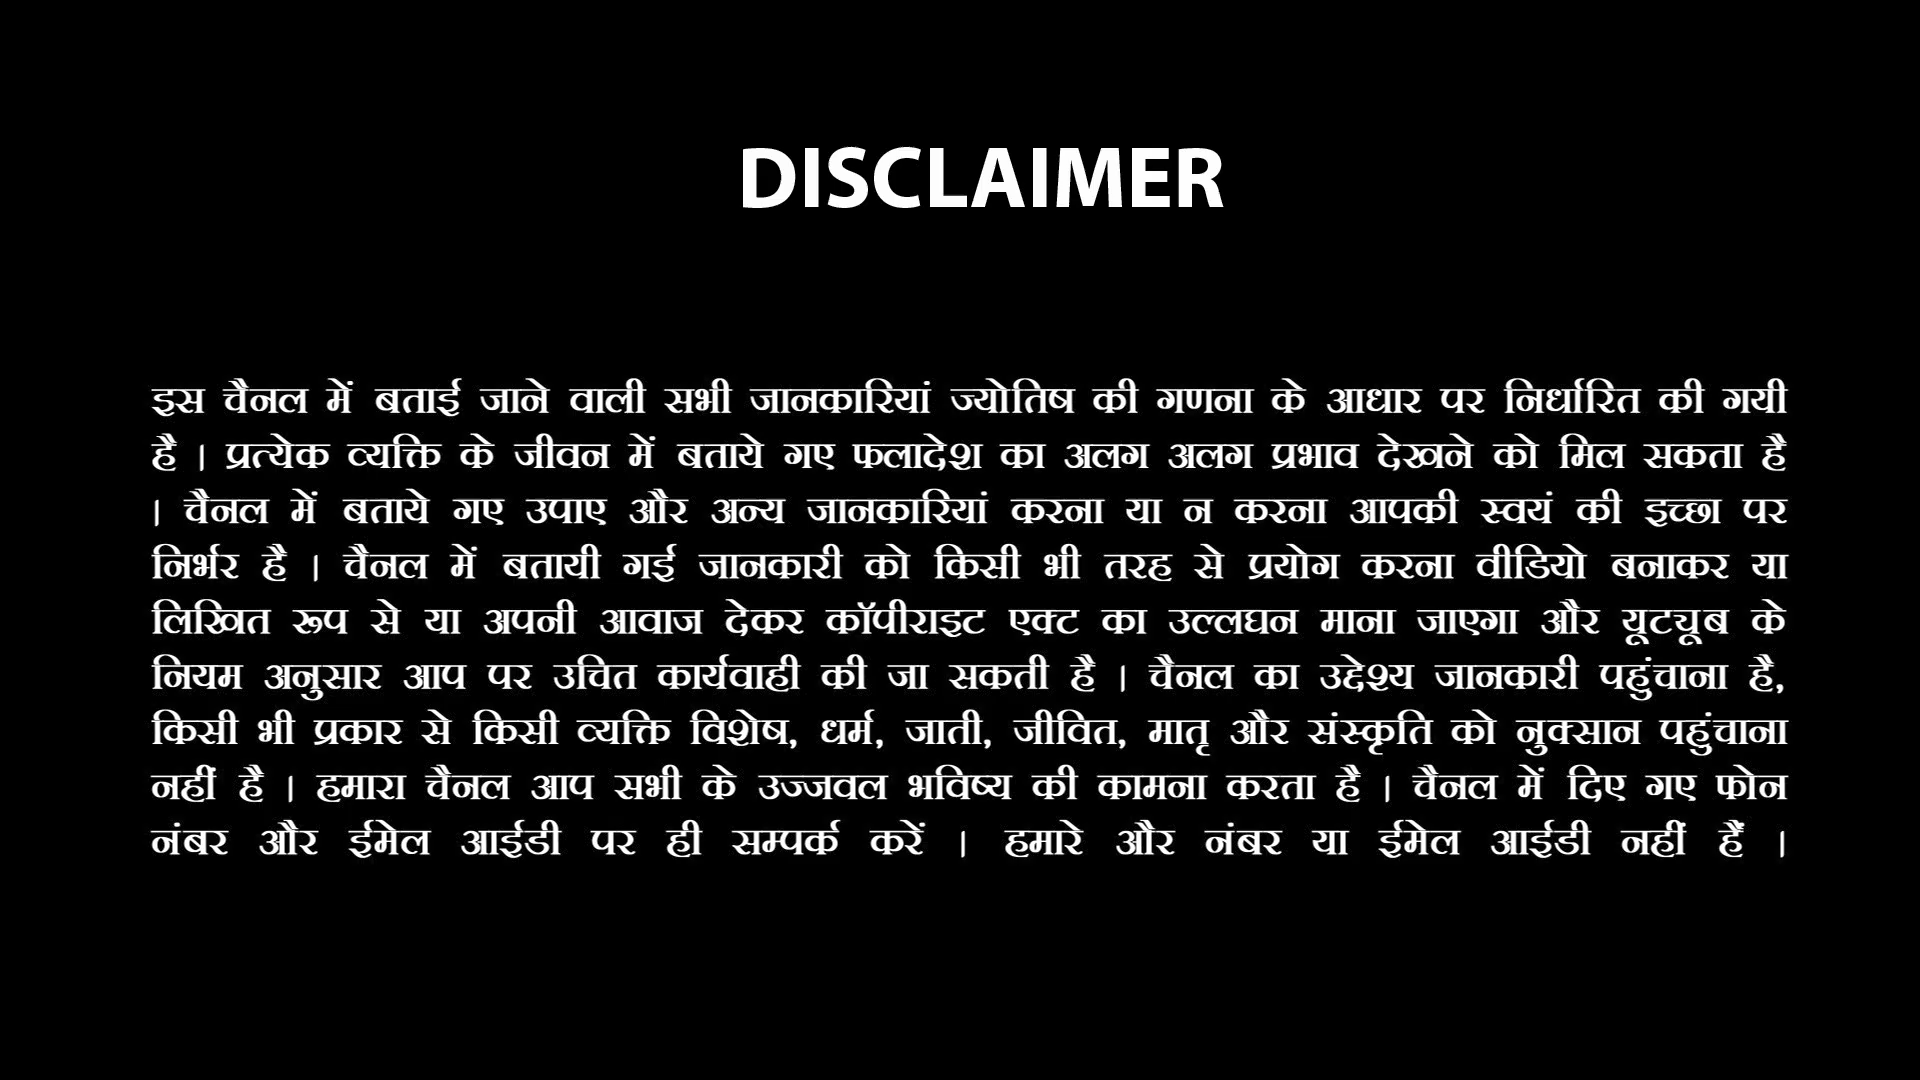 DISCLAIMER
इस चैनल में बताई जाने वाली सभी जानकारियां ज्योतिष की गणना के आधार पर निर्धारित की गयी
है । प्रत्येक व्यक्ति के जीवन में बताये गए फलादेश का अलग अलग प्रभाव देखने को मिल सकता है
। चैनल में बताये गए उपाए और अन्य जानकारियां करना या न करना आपकी स्वयं की इच्छा पर
निर्भर है । चैनल में बतायी गई जानकारी को किसी भी तरह से प्रयोग करना वीडियो बनाकर या
लिखित रूप से या अपनी आवाज देकर कॉपीराइट एक्ट का उल्लघन माना जाएगा और यूट्यूब के
नियम अनुसार आप पर उचित कार्यवाही की जा सकती है । चैनल का उद्देश्य जानकारी पहुंचाना है,
किसी भी प्रकार से किसी व्यक्ति विशेष, धर्म, जाती, जीवित, मातृ और संस्कृति को नुक्सान पहुंचाना
नहीं है । हमारा चैनल आप सभी के उज्जवल भविष्य की कामना करता है । चैनल में दिए गए फोन
नंबर और ईमेल आईडी पर ही सम्पर्क करें । हमारे और नंबर या ईमेल आईडी नहीं हैं ।